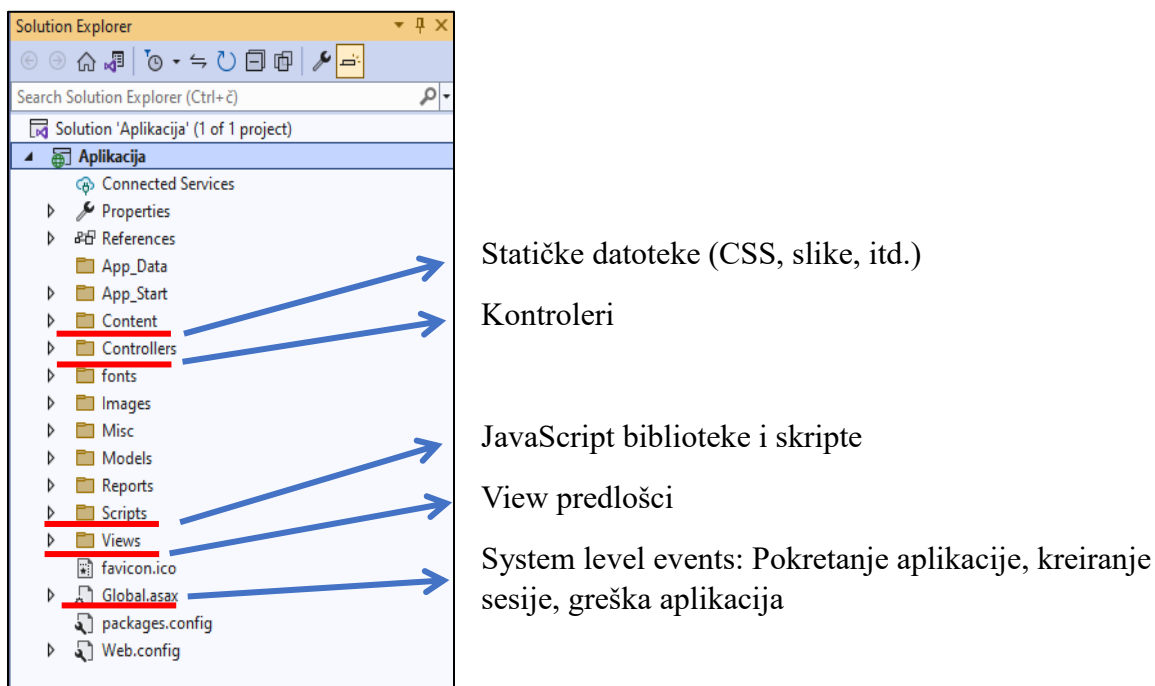 Solution Explorer
Search Solution Explorer (Ctrl+č)
Solution 'Aplikacija' (1 of 1 project)
Aplikacija
Connected Services
Properties
References
App_Data
App_Start
Content
Controllers
fonts
Images
Misc
Models
Reports
Scripts
Views
favicon.ico
Global.asax
packages.config
Web.config
Statičke datoteke (CSS, slike, itd.)
Kontroleri
JavaScript biblioteke i skripte
View predlošci
System level events: Pokretanje aplikacije, kreiranje
sesije, greška aplikacija